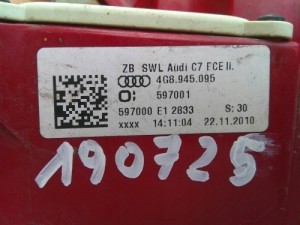 ZB SWL Audi C7 ECE li.
4G8.945.095
597001
597000 E1 2833 S: 30
xxxx 14:11:04 22.11.2010
190725